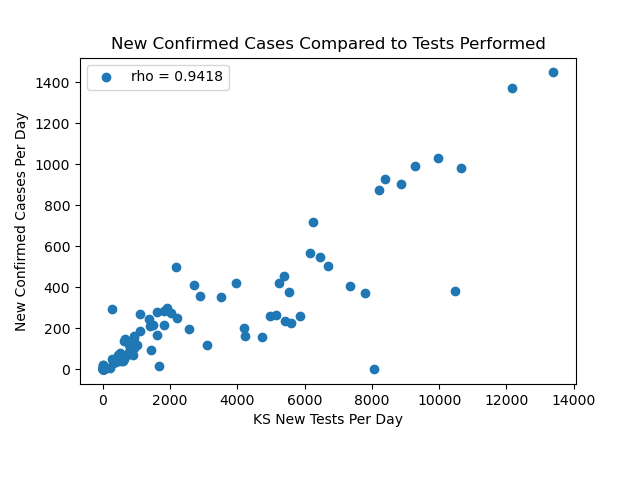 New Confirmed Cases Compared to Tests Performed
rho = 0.9418
New Confirmed Caeses Per Day
1400
1200
1000
800
600
400
200
0
0 2000 4000 6000 8000 10000 12000 14000
KS New Tests Per Day